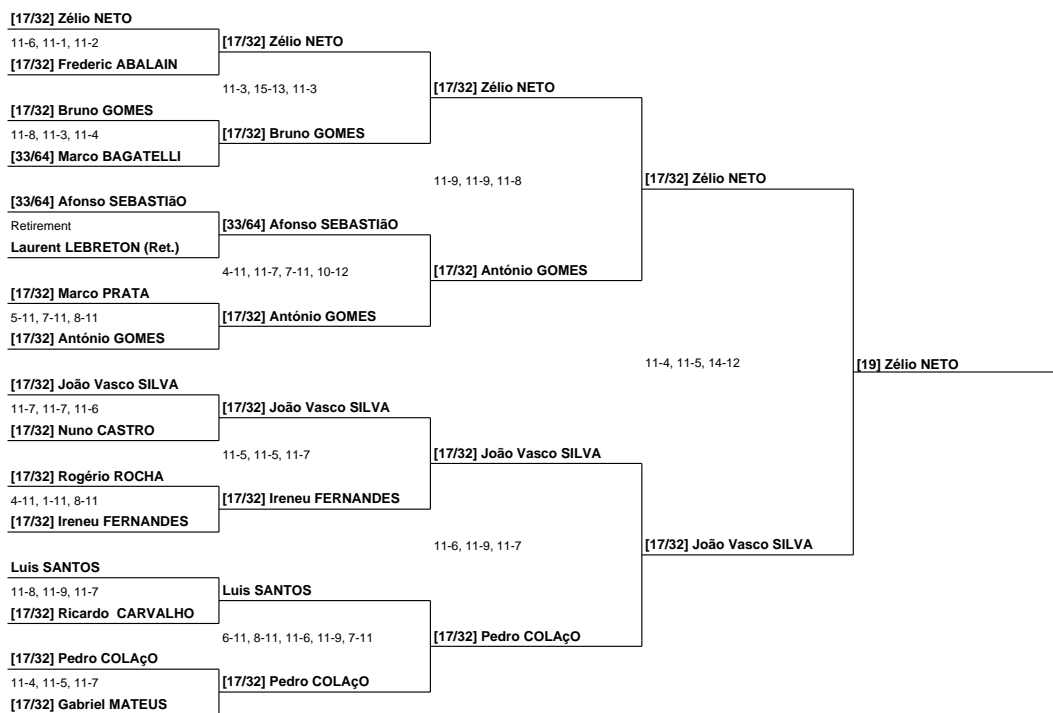 [17/32] Zélio NETO
11-6, 11-1, 11-2
[17/32] Frederic ABALAIN
[17/32] Bruno GOMES
11-8, 11-3, 11-4
[33/64] Marco BAGATELLI
[33/64] Afonso SEBASTIãO
Retirement
Laurent LEBRETON (Ret.)
[17/32] Marco PRATA
5-11, 7-11, 8-11
[17/32] António GOMES
[17/32] João Vasco SILVA
11-7, 11-7, 11-6
[17/32] Nuno CASTRO
[17/32] Rogério ROCHA
4-11, 1-11, 8-11
[17/32] Ireneu FERNANDES
Luis SANTOS
11-8, 11-9, 11-7
[17/32] Ricardo  CARVALHO
[17/32] Pedro COLAçO
11-4, 11-5, 11-7
[17/32] Gabriel MATEUS
[17/32] Zélio NETO
11-3, 15-13, 11-3
[17/32] Bruno GOMES
[33/64] Afonso SEBASTIãO
4-11, 11-7, 7-11, 10-12
[17/32] António GOMES
[17/32] João Vasco SILVA
11-5, 11-5, 11-7
[17/32] Ireneu FERNANDES
Luis SANTOS
6-11, 8-11, 11-6, 11-9, 7-11
[17/32] Pedro COLAçO
[17/32] Zélio NETO
11-9, 11-9, 11-8
[17/32] António GOMES
[17/32] João Vasco SILVA
11-6, 11-9, 11-7
[17/32] Pedro COLAçO
[17/32] Zélio NETO
11-4, 11-5, 14-12
[17/32] João Vasco SILVA
[19] Zélio NETO